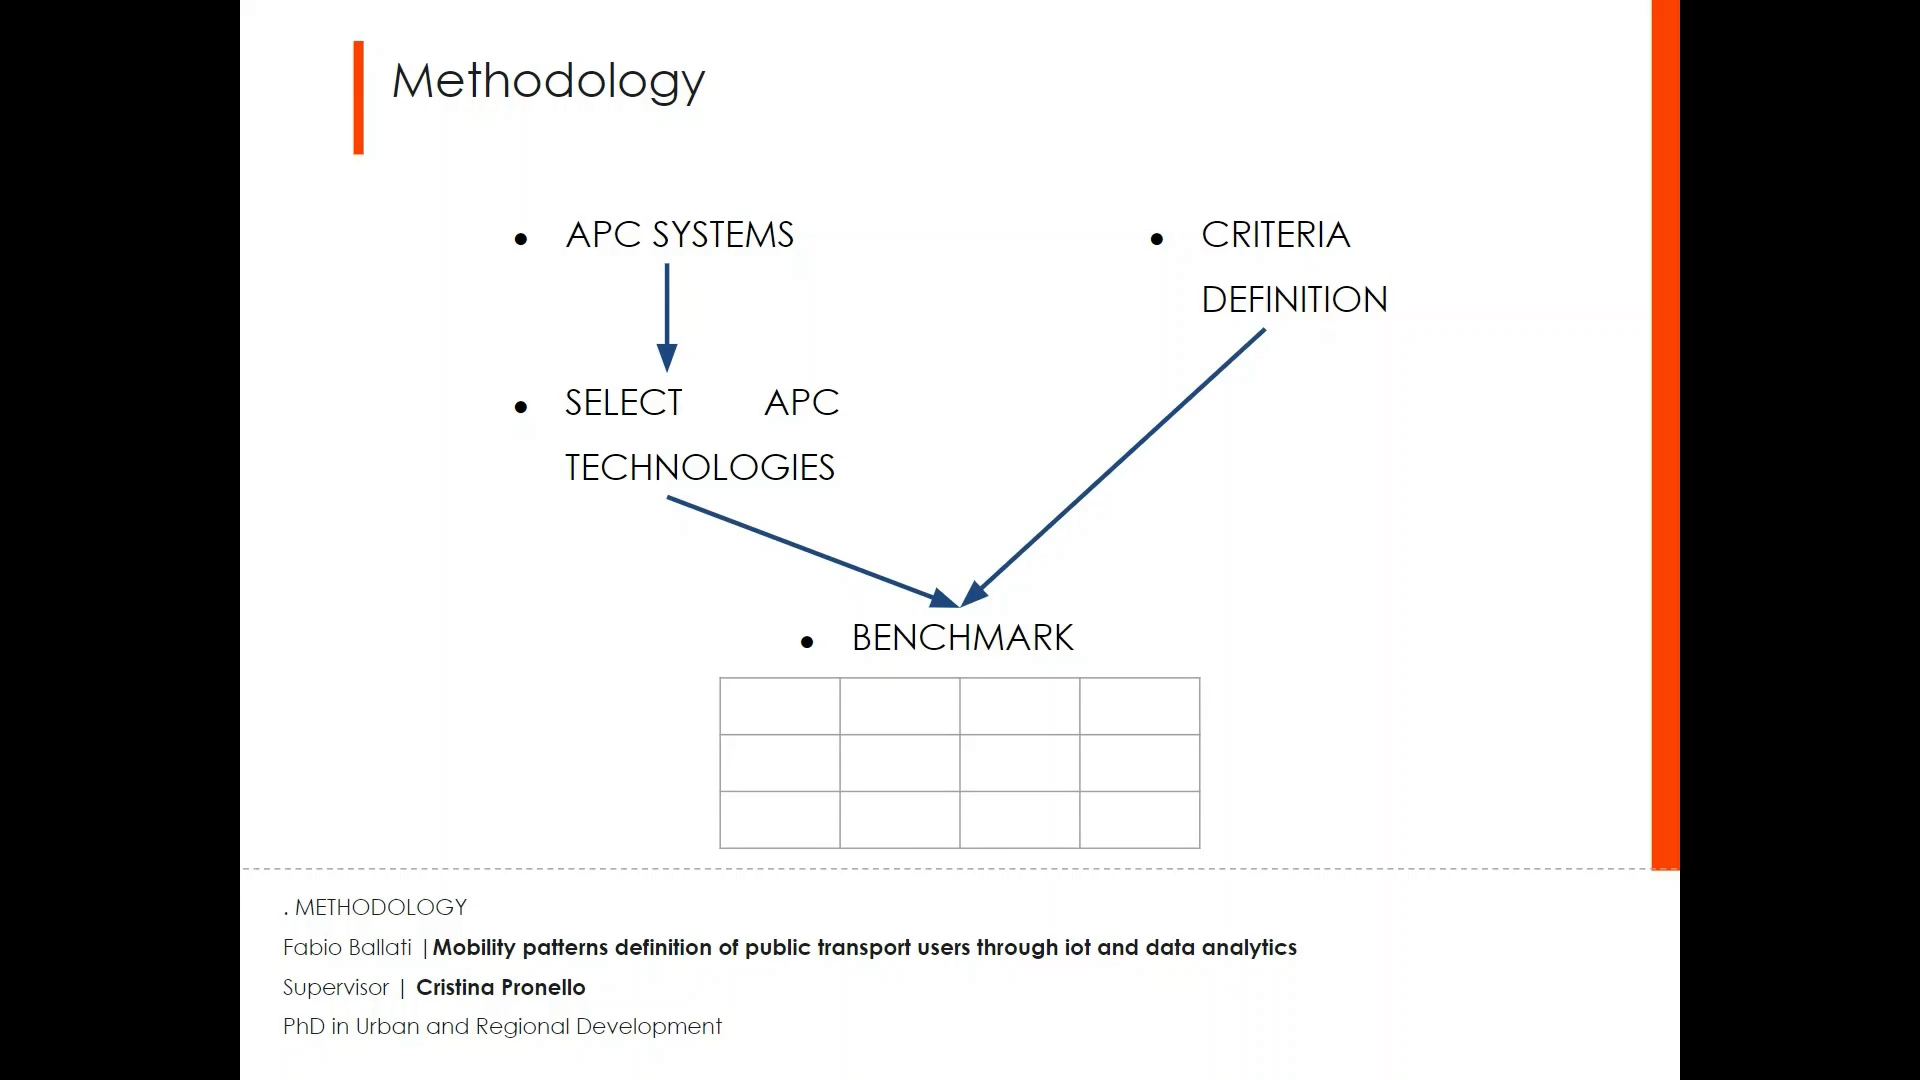 Methodology
• APC SYSTEMS
• CRITERIA
DEFINITION
• SELECT APC
TECHNOLOGIES
• BENCHMARK
. METHODOLOGY
Fabio Ballati |Mobility patterns definition of public transport users through iot and data analytics
Supervisor | Cristina Pronello
PhD in Urban and Regional Development